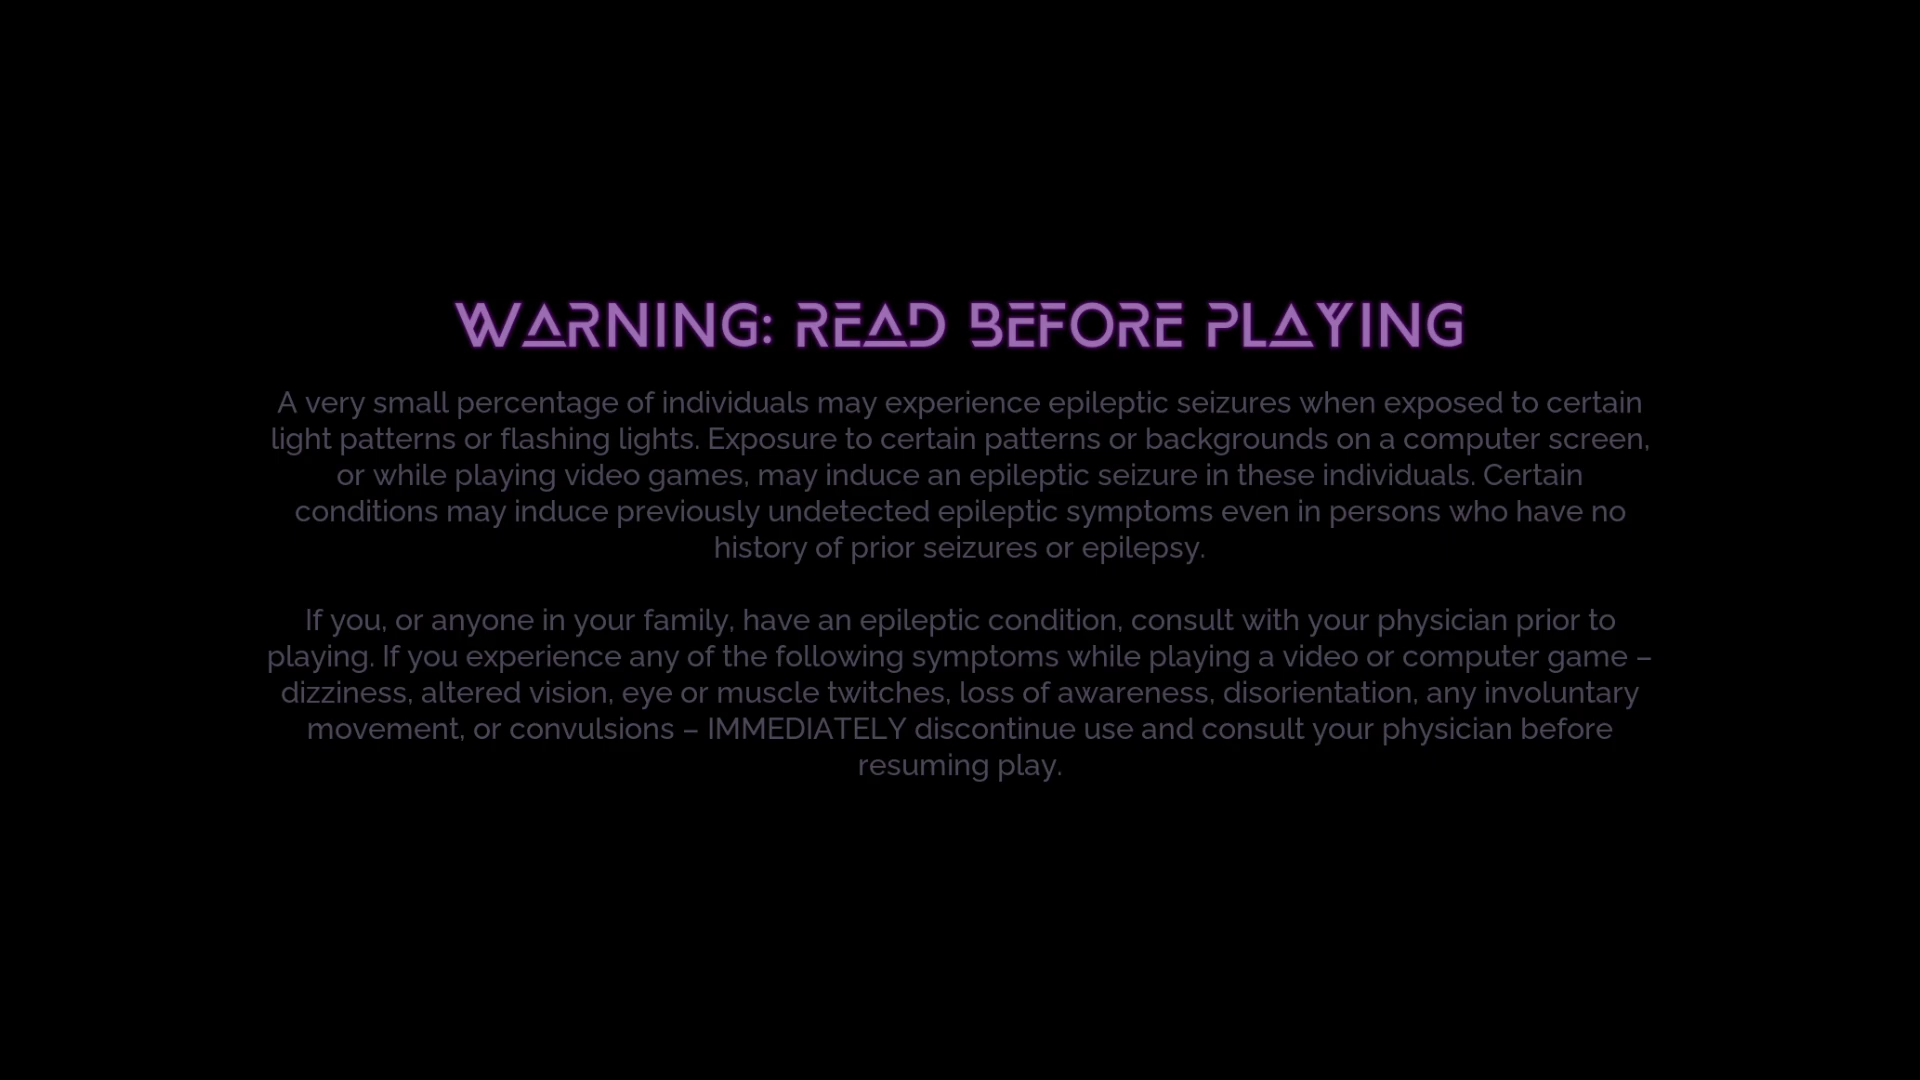 WARNING: READ BEFORE PLAYING
A very small percentage of individuals may experience epileptic seizures when exposed to certain
light patterns or flashing lights. Exposure to certain patterns or backgrounds on a computer screen,
or while playing video games, may induce an epileptic seizure in these individuals. Certain
conditions may induce previously undetected epileptic symptoms even in persons who have no
history of prior seizures or epilepsy.
If you, or anyone in your family, have an epileptic condition, consult with your physician prior to
playing. If you experience any of the following symptoms while playing a video or computer game –
dizziness, altered vision, eye or muscle twitches, loss of awareness, disorientation, any involuntary
movement, or convulsions – IMMEDIATELY discontinue use and consult your physician before
resuming play.